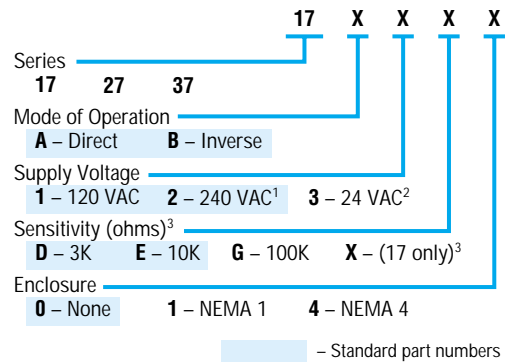 17 X X X X
Series
17 27 37
Mode of Operation
A – Direct B – Inverse
Supply Voltage
1 – 120 VAC 2 – 240 VAC¹ 3 – 24 VAC²
Sensitivity (ohms)³
D – 3K E – 10K G – 100K X – (17 only)³
Enclosure
0 – None 1 – NEMA 1 4 – NEMA 4
– Standard part numbers